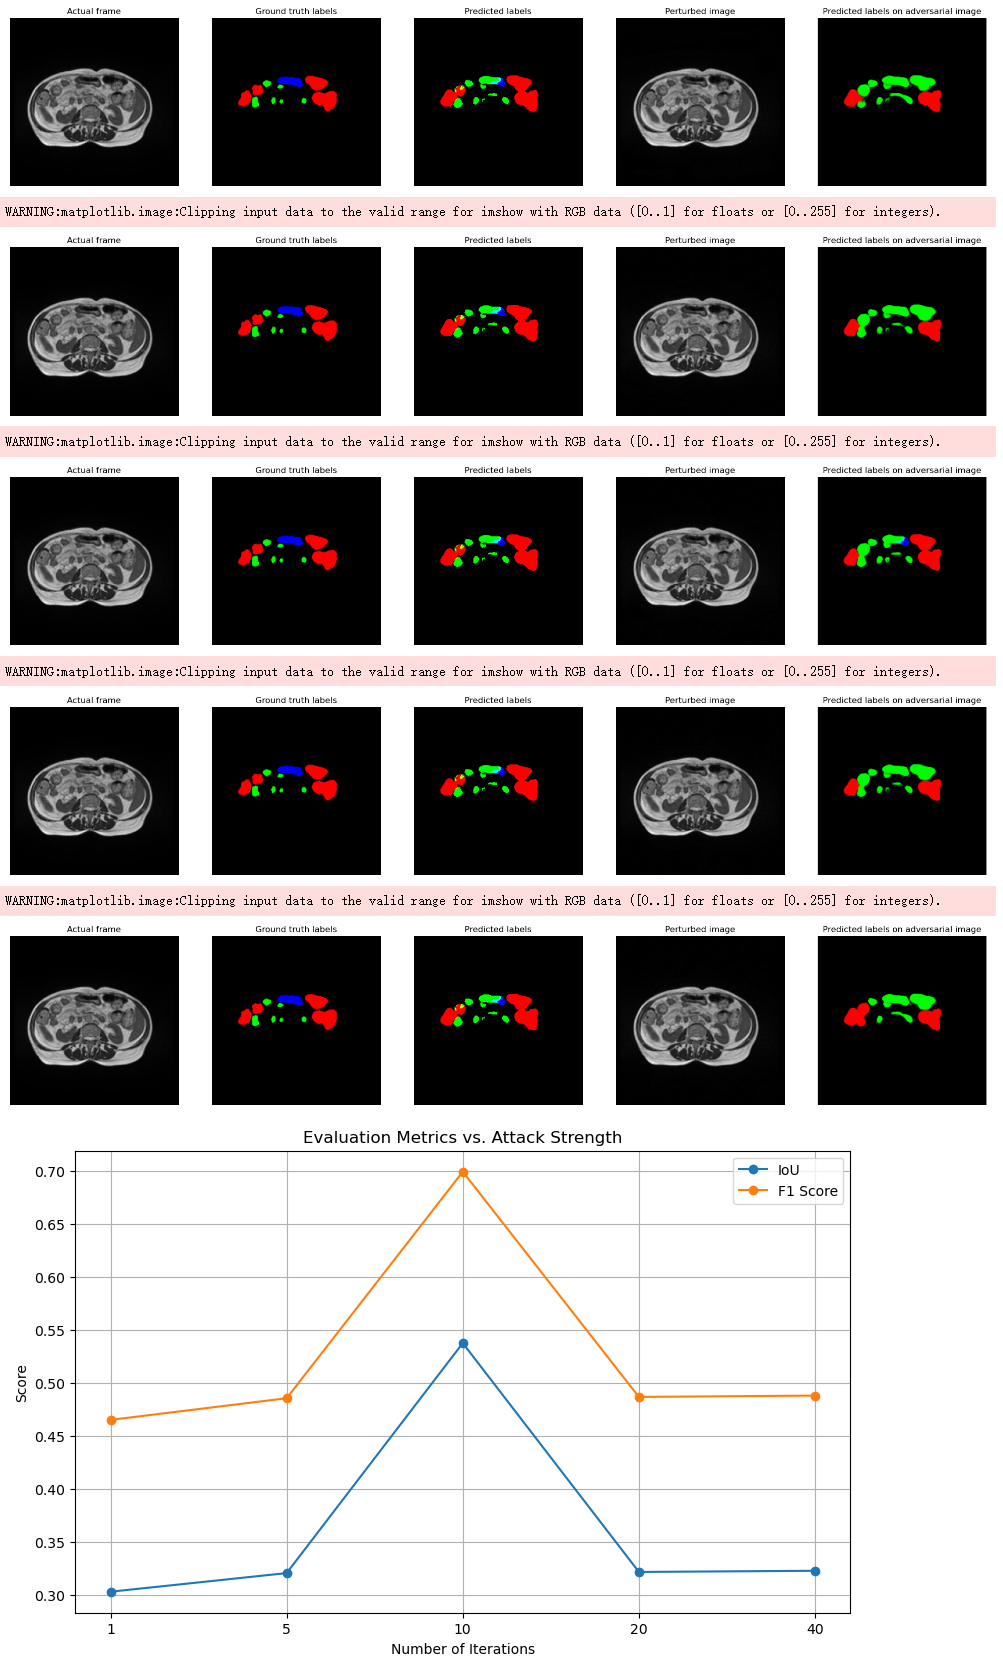 Actual frame Ground truth labels Predicted labels Perturbed image Predicted labels on adversarial image
WARNING:matplotlib.image:Clipping input data to the valid range for imshow with RGB data ([0..1] for floats or [0..255] for integers).
Actual frame Ground truth labels Predicted labels Perturbed image Predicted labels on adversarial image
WARNING:matplotlib.image:Clipping input data to the valid range for imshow with RGB data ([0..1] for floats or [0..255] for integers).
Actual frame Ground truth labels Predicted labels Perturbed image Predicted labels on adversarial image
WARNING:matplotlib.image:Clipping input data to the valid range for imshow with RGB data ([0..1] for floats or [0..255] for integers).
Actual frame Ground truth labels Predicted labels Perturbed image Predicted labels on adversarial image
WARNING:matplotlib.image:Clipping input data to the valid range for imshow with RGB data ([0..1] for floats or [0..255] for integers).
Actual frame Ground truth labels Predicted labels Perturbed image Predicted labels on adversarial image
Evaluation Metrics vs. Attack Strength
IoU
F1 Score
Score
0.70
0.65
0.60
0.55
0.50
0.45
0.40
0.35
0.30
1 5 10 20 40
Number of Iterations